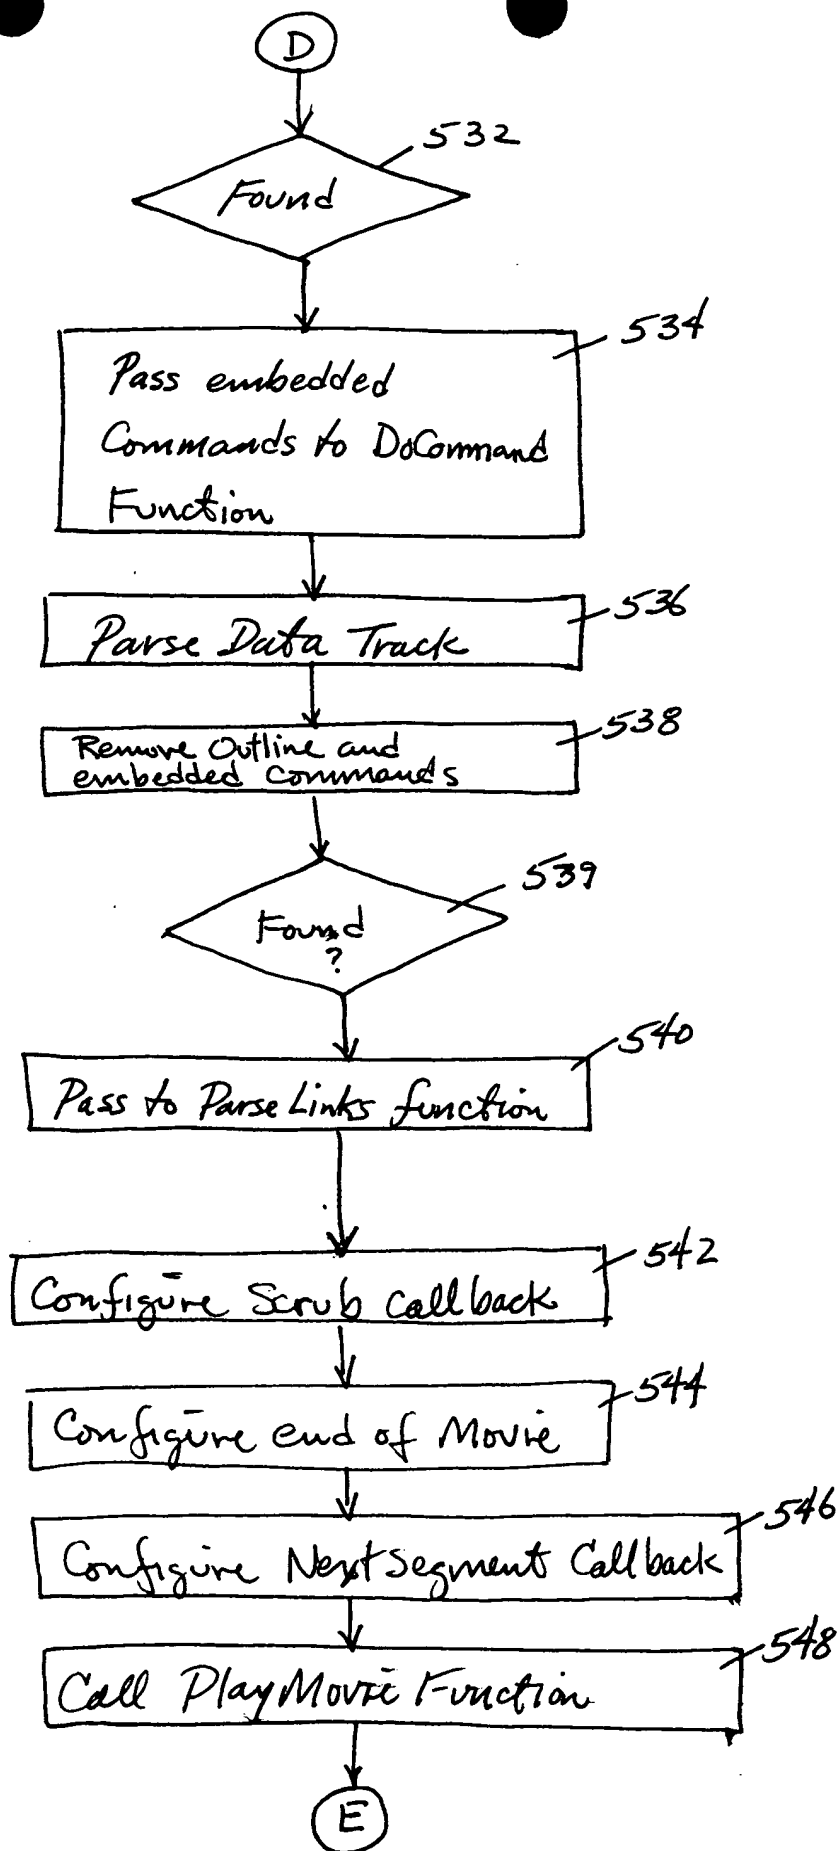 D
532
Found
534
Pass embedded
Commands to DoCommand
Function
536
Parse Data Track
538
Remove Outline and
embedded Commands
539
Found
?
540
Pass to Parse Links function
542
Configure Scrub Callback
544
Configure end of Movie
546
Configure NextSegment Callback
548
Call PlayMovie Function
E